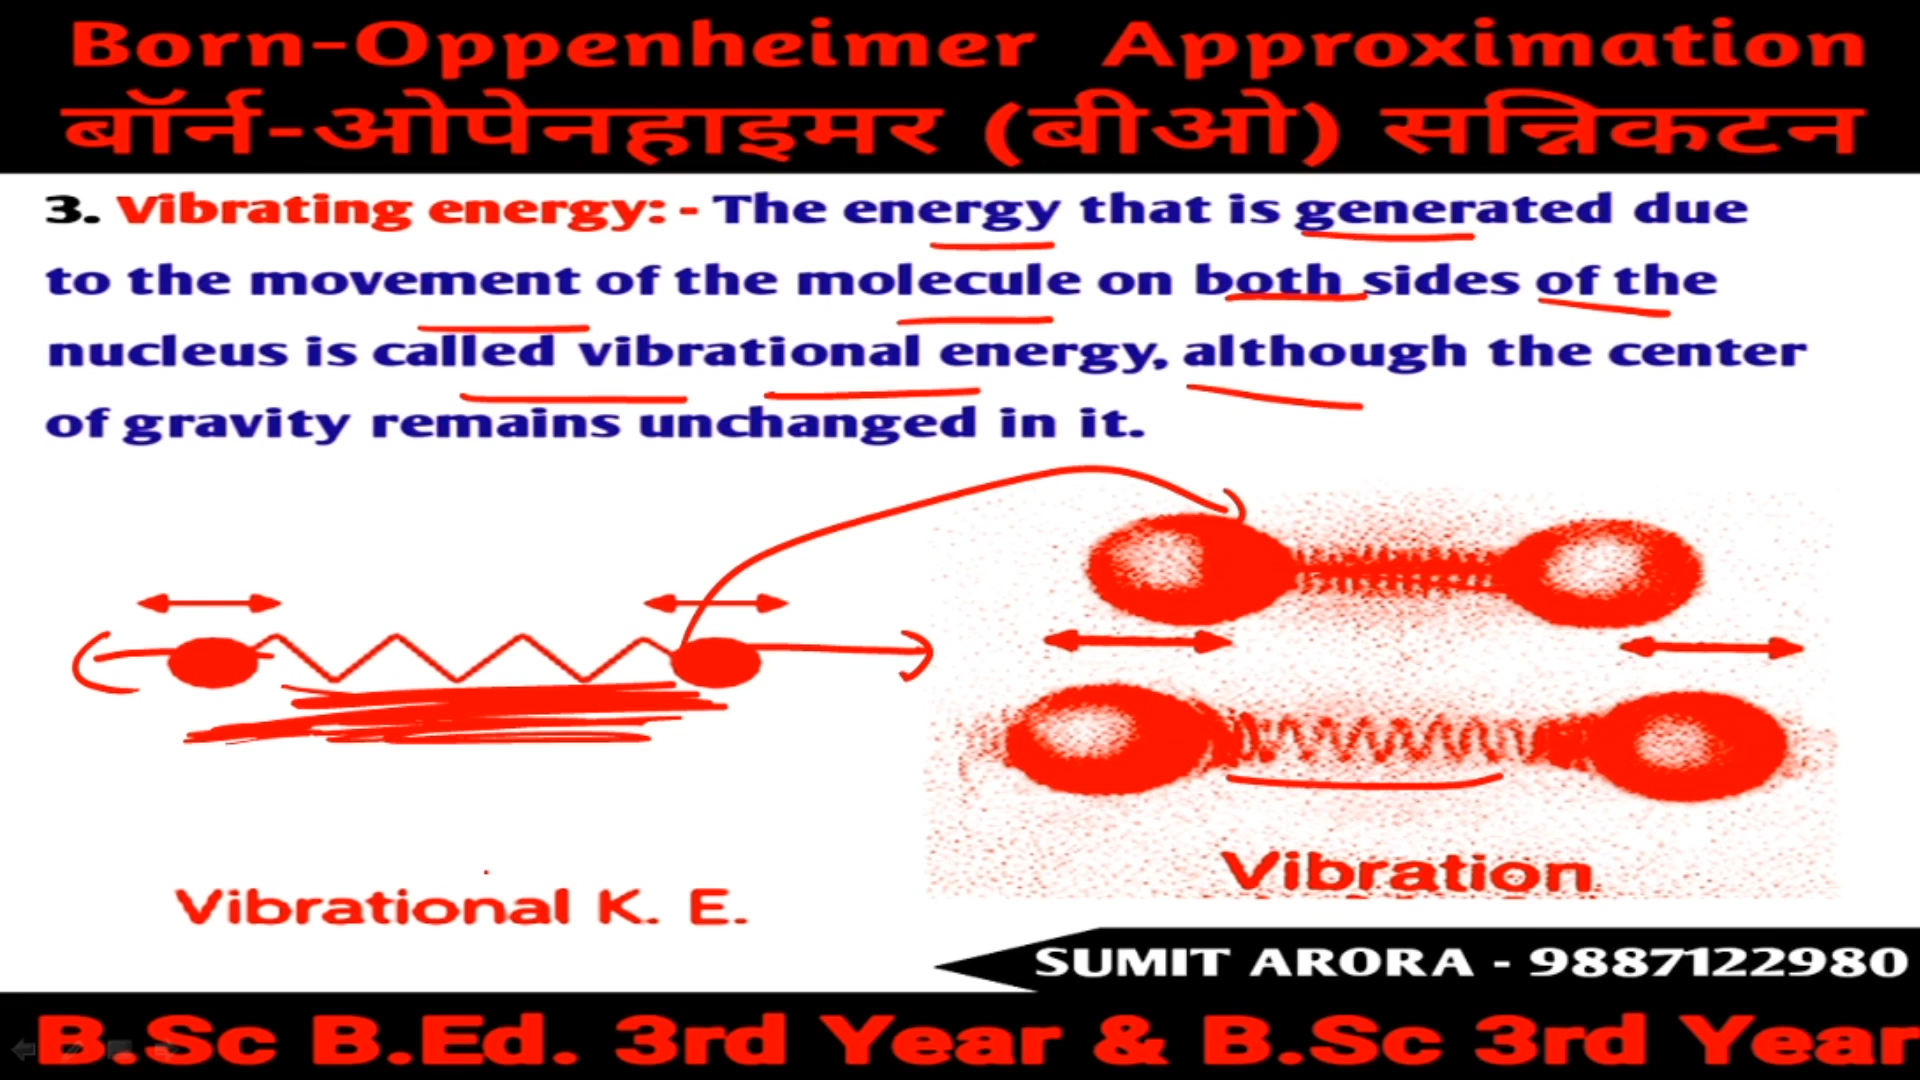 Born-Oppenheimer Approximation
बॉर्न-ओपेनहाइमर (बीओ) सन्निकटन
3. Vibrating energy: - The energy that is generated due
to the movement of the molecule on both sides of the
nucleus is called vibrational energy, although the center
of gravity remains unchanged in it.
Vibrational K. E.
Vibration
SUMIT ARORA - 9887122980
B.Sc B.Ed. 3rd Year & B.Sc 3rd Year